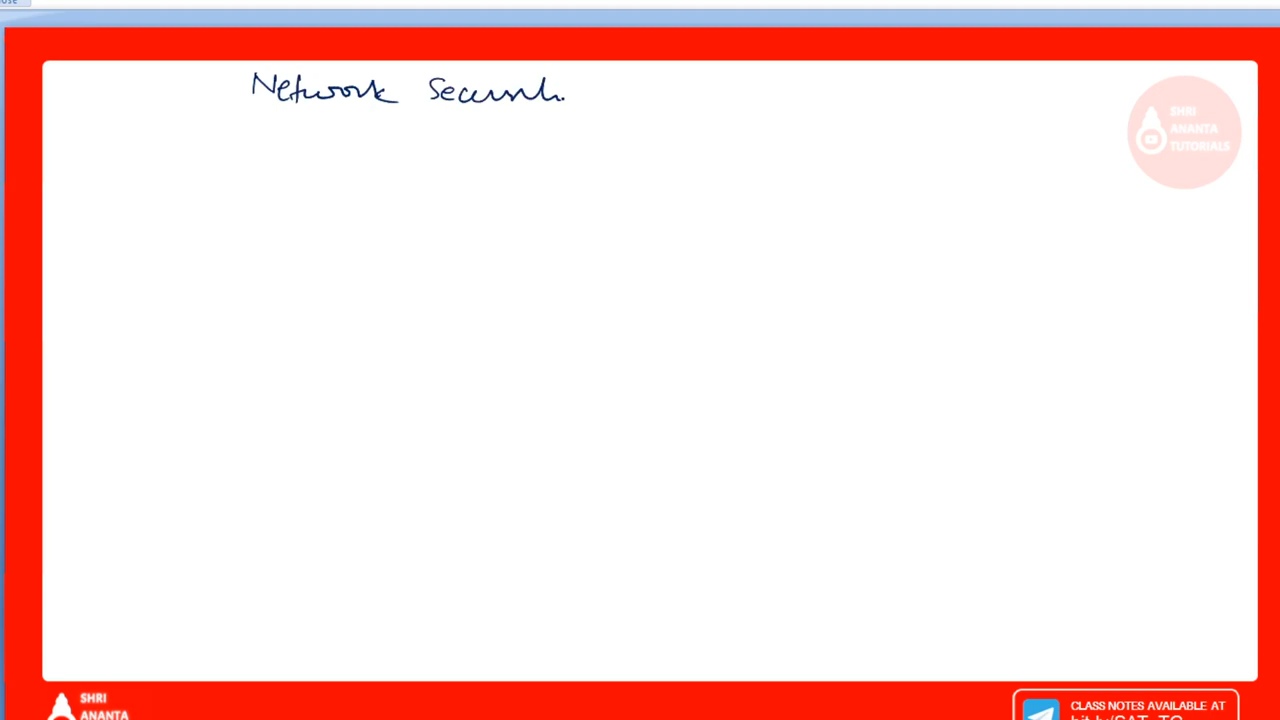 Network Security
SHRI
ANANTA
TUTORIALS
SHRI
ANANTA
CLASS NOTES AVAILABLE AT